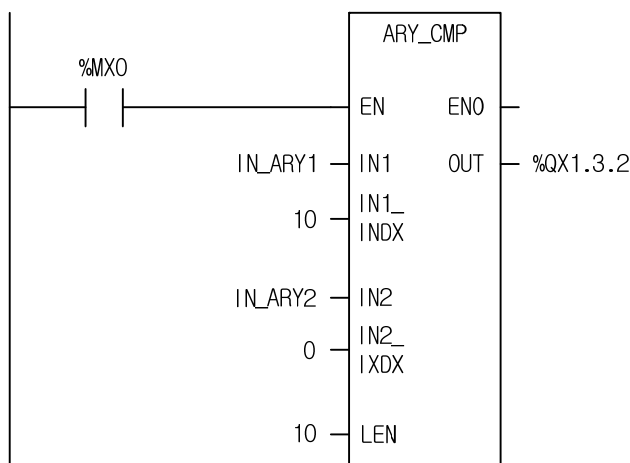 ARY_CMP
%MX0
EN ENO
IN_ARY1 IN1 OUT %QX1.3.2
10 IN1_
INDX
IN_ARY2 IN2
0 IN2_
IXDX
10 LEN